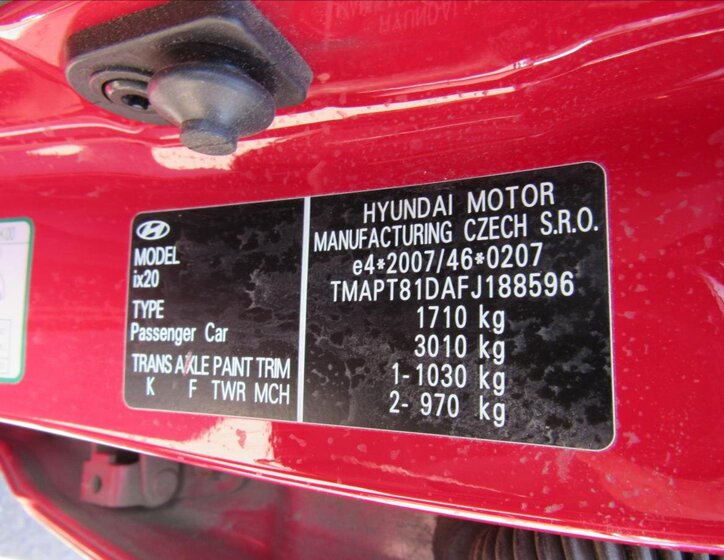 MODEL
ix20
TYPE
Passenger Car
TRANS AXLE PAINT TRIM
K F TWR MCH
HYUNDAI MOTOR
MANUFACTURING CZECH S.R.O.
e4*2007/46*0207
TMAPT81DAFJ188596
1710 kg
3010 kg
1- 1030 kg
2- 970 kg